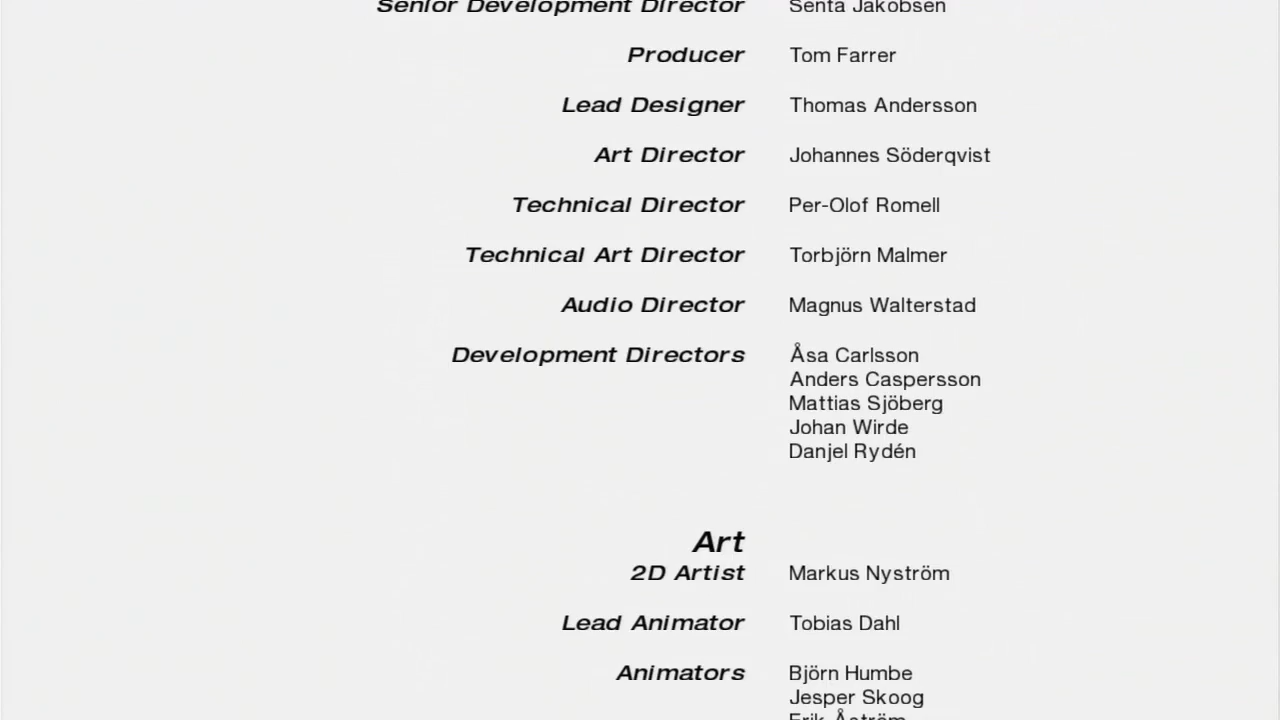 Senior Development Director Senta Jakobsen
Producer Tom Farrer
Lead Designer Thomas Andersson
Art Director Johannes Söderqvist
Technical Director Per-Olof Romell
Technical Art Director Torbjörn Malmer
Audio Director Magnus Walterstad
Development Directors Åsa Carlsson
Anders Caspersson
Mattias Sjöberg
Johan Wirde
Danjel Rydén
Art
2D Artist Markus Nyström
Lead Animator Tobias Dahl
Animators Björn Humbe
Jesper Skoog
Erik Åström